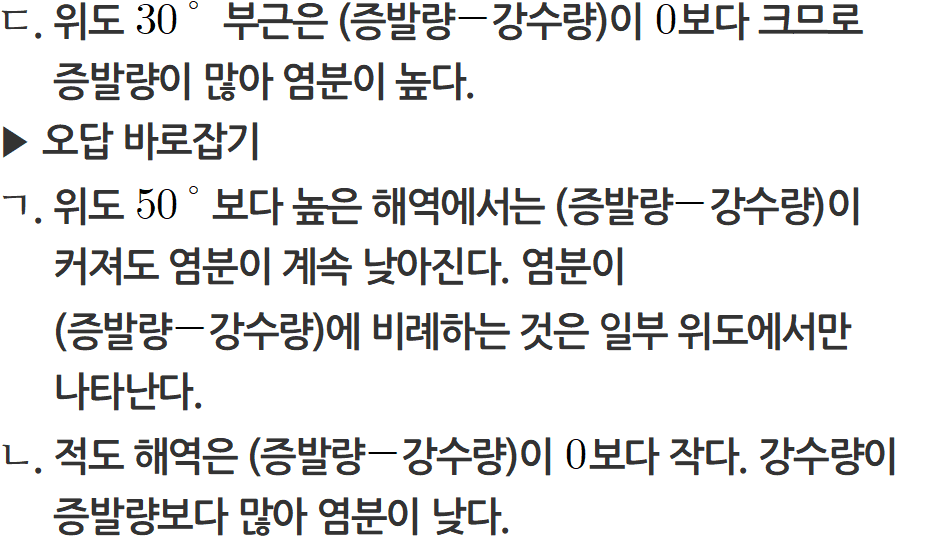 ㄷ. 위도 30° 부근은 (증발량−강수량)이 0보다 크므로
증발량이 많아 염분이 높다.
▶ 오답 바로잡기
ㄱ. 위도 50°보다 높은 해역에서는 (증발량−강수량)이
커져도 염분이 계속 낮아진다. 염분이
(증발량−강수량)에 비례하는 것은 일부 위도에서만
나타난다.
ㄴ. 적도 해역은 (증발량−강수량)이 0보다 작다. 강수량이
증발량보다 많아 염분이 낮다.